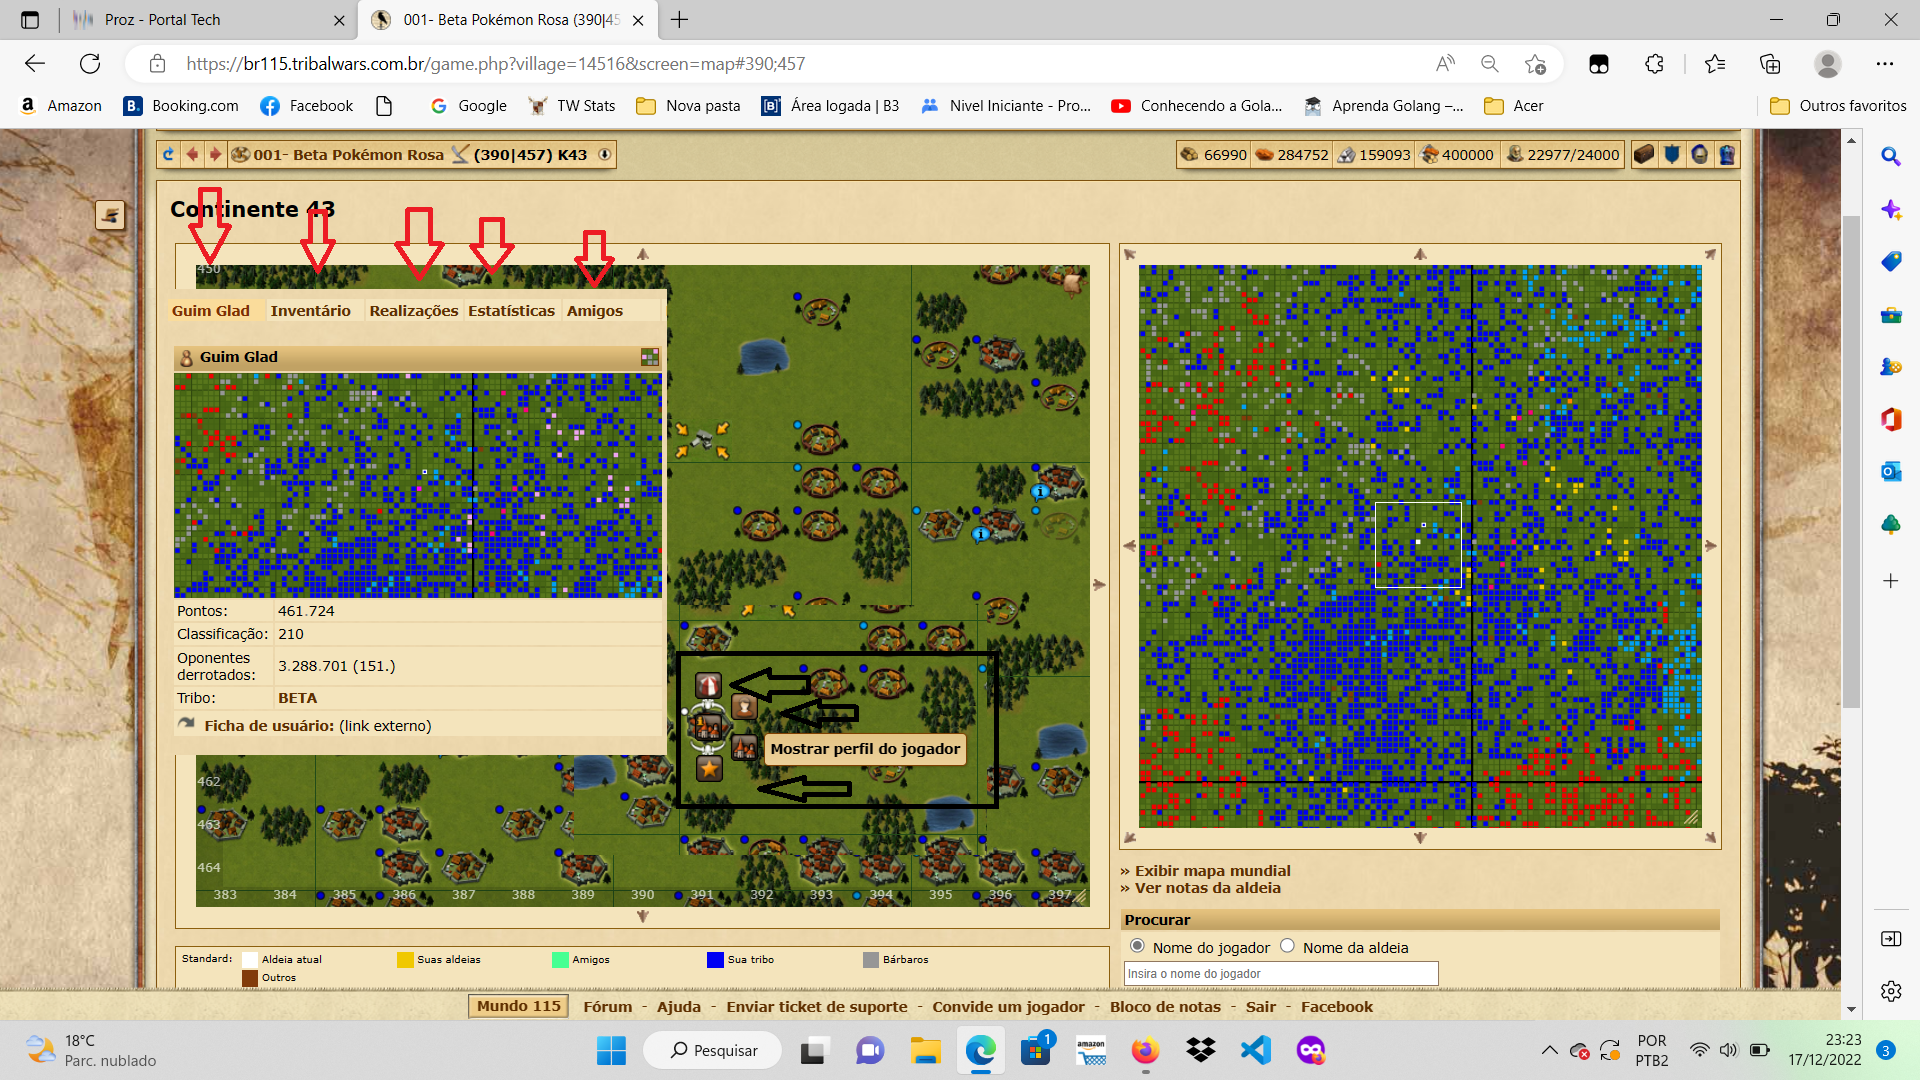 Proz - Portal Tech
001- Beta Pokémon Rosa (390|45
https://br115.tribalwars.com.br/game.php?village=14516&screen=map#390;457
Amazon
Booking.com
Facebook
Google
TW Stats
Nova pasta
Área logada | B3
Nivel Iniciante - Pro...
Conhecendo a Gola...
Aprenda Golang –...
Acer
Outros favoritos
001- Beta Pokémon Rosa (390|457) K43
66990
284752
159093
400000
22977/24000
Continente 43
450
Guim Glad
Inventário
Realizações
Estatísticas
Amigos
Guim Glad
Pontos: 461.724
Classificação: 210
Oponentes
derrotados: 3.288.701 (151.)
Tribo: BETA
Ficha de usuário: (link externo)
Mostrar perfil do jogador
462
463
464
383 384 385 386 387 388 389 390 391 392 393 394 395 396 397
» Exibir mapa mundial
» Ver notas da aldeia
Procurar
Nome do jogador
Nome da aldeia
Insira o nome do jogador
Standard:
Aldeia atual
Suas aldeias
Amigos
Sua tribo
Bárbaros
Outros
Mundo 115
Fórum - Ajuda - Enviar ticket de suporte - Convide um jogador - Bloco de notas - Sair - Facebook
18°C
Parc. nublado
Pesquisar
1
amazon
POR
PTB2
23:23
17/12/2022
3